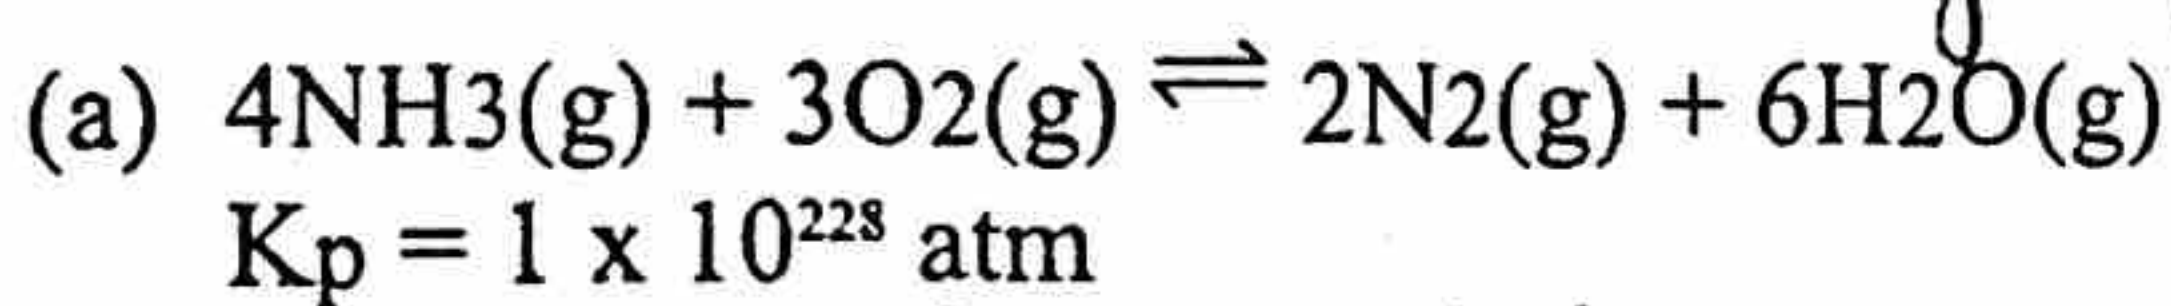 (a) 4NH3(g) + 3O2(g) ⇌ 2N2(g) + 6H2O(g)
Kp = 1 x 10²²⁸ atm